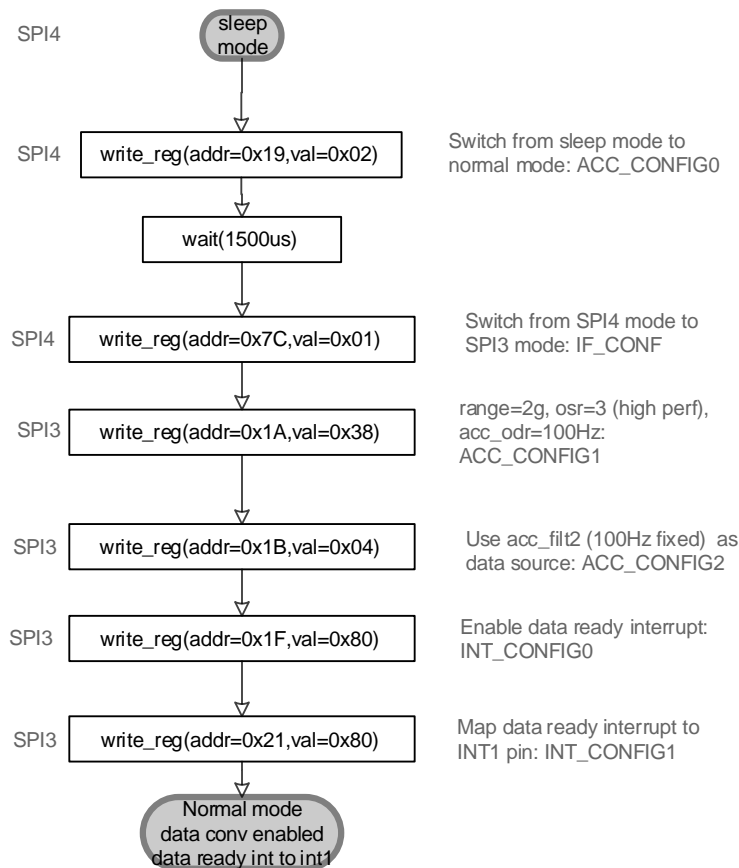 SPI4
sleep
mode
SPI4
write_reg(addr=0x19,val=0x02)
Switch from sleep mode to
normal mode: ACC_CONFIG0
wait(1500us)
SPI4
write_reg(addr=0x7C,val=0x01)
Switch from SPI4 mode to
SPI3 mode: IF_CONF
SPI3
write_reg(addr=0x1A,val=0x38)
range=2g, osr=3 (high perf),
acc_odr=100Hz:
ACC_CONFIG1
SPI3
write_reg(addr=0x1B,val=0x04)
Use acc_filt2 (100Hz fixed) as
data source: ACC_CONFIG2
SPI3
write_reg(addr=0x1F,val=0x80)
Enable data ready interrupt:
INT_CONFIG0
SPI3
write_reg(addr=0x21,val=0x80)
Map data ready interrupt to
INT1 pin: INT_CONFIG1
Normal mode
data conv enabled
data ready int to int1